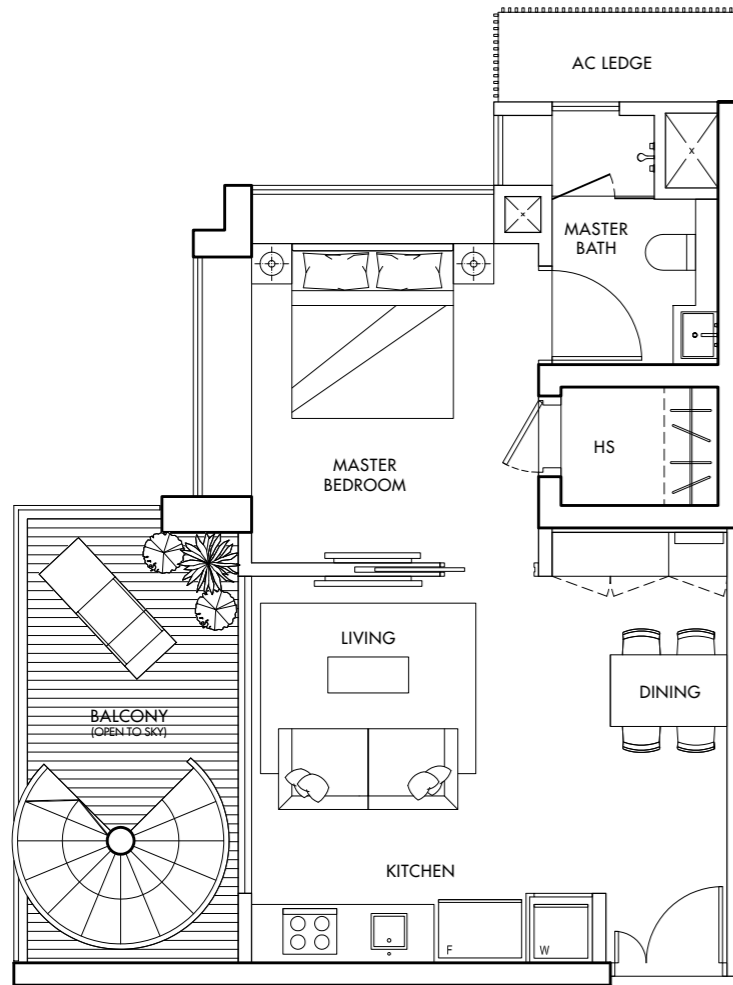 AC LEDGE
MASTER
BATH
HS
MASTER
BEDROOM
LIVING
DINING
BALCONY
(OPEN TO SKY)
KITCHEN
F
W